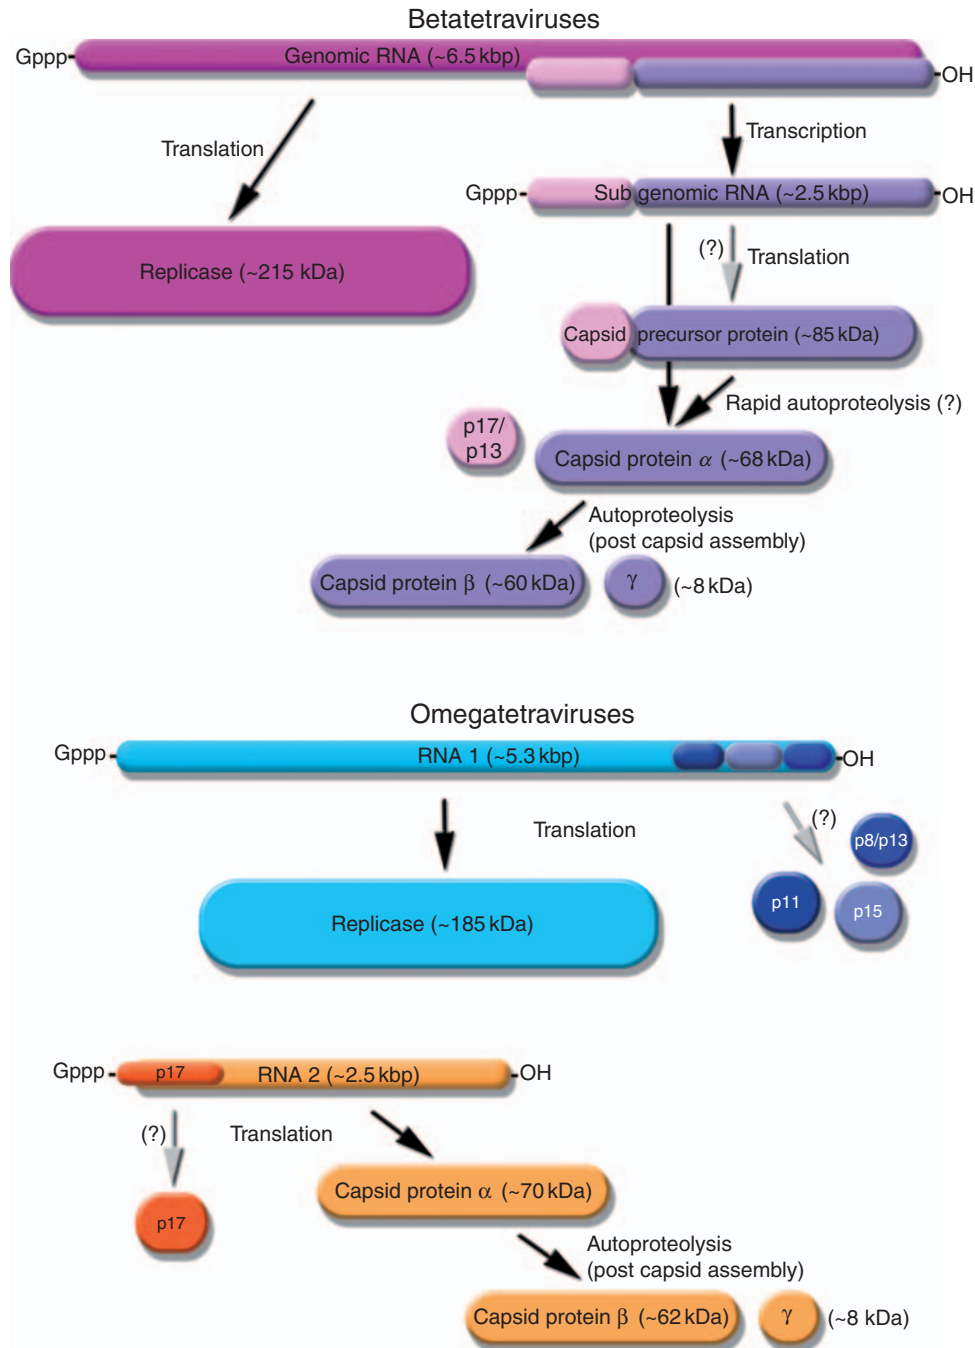 Betatetraviruses
Gppp
Genomic RNA (~6.5 kbp)
OH
Translation
Transcription
Gppp
Sub genomic RNA (~2.5 kbp)
OH
(?)
Translation
Replicase (~215 kDa)
Capsid precursor protein (~85 kDa)
Rapid autoproteolysis (?)
p17/
p13
Capsid protein α (~68 kDa)
Autoproteolysis
(post capsid assembly)
Capsid protein β (~60 kDa)
γ
(~8 kDa)
Omegatetraviruses
Gppp
RNA 1 (~5.3 kbp)
OH
Translation
(?)
p8/p13
p11
p15
Replicase (~185 kDa)
Gppp
p17
RNA 2 (~2.5 kbp)
OH
(?)
Translation
p17
Capsid protein α (~70 kDa)
Autoproteolysis
(post capsid assembly)
Capsid protein β (~62 kDa)
γ
(~8 kDa)